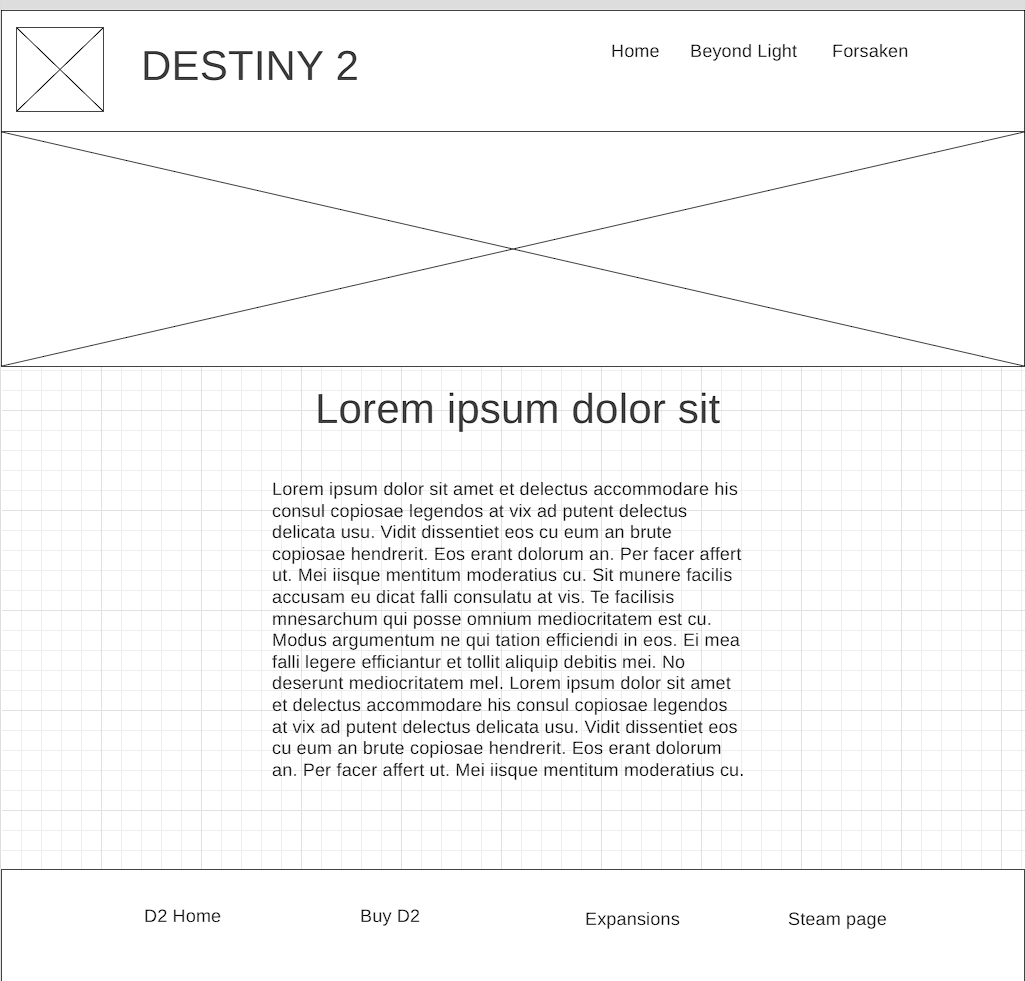 DESTINY 2
Home
Beyond Light
Forsaken
Lorem ipsum dolor sit
Lorem ipsum dolor sit amet et delectus accommodare his
consul copiosae legendos at vix ad putent delectus
delicata usu. Vidit dissentiet eos cu eum an brute
copiosae hendrerit. Eos erant dolorum an. Per facer affert
ut. Mei iisque mentitum moderatius cu. Sit munere facilis
accusam eu dicat falli consulatu at vis. Te facilisis
mnesarchum qui posse omnium mediocritatem est cu.
Modus argumentum ne qui tation efficiendi in eos. Ei mea
falli legere efficiantur et tollit aliquip debitis mei. No
deserunt mediocritatem mel. Lorem ipsum dolor sit amet
et delectus accommodare his consul copiosae legendos
at vix ad putent delectus delicata usu. Vidit dissentiet eos
cu eum an brute copiosae hendrerit. Eos erant dolorum
an. Per facer affert ut. Mei iisque mentitum moderatius cu.
D2 Home
Buy D2
Expansions
Steam page